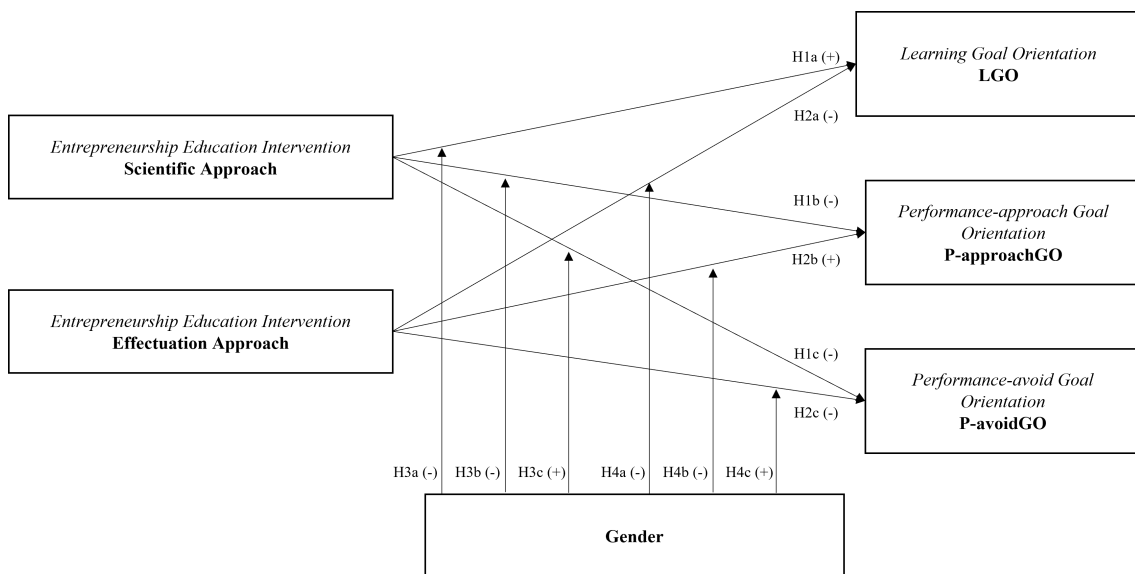 H1a (+)
Learning Goal Orientation
LGO
H2a (-)
Entrepreneurship Education Intervention
Scientific Approach
H1b (-)
Performance-approach Goal
Orientation
P-approachGO
H2b (+)
Entrepreneurship Education Intervention
Effectuation Approach
H1c (-)
Performance-avoid Goal
Orientation
P-avoidGO
H2c (-)
H3a (-) H3b (-) H3c (+) H4a (-) H4b (-) H4c (+)
Gender